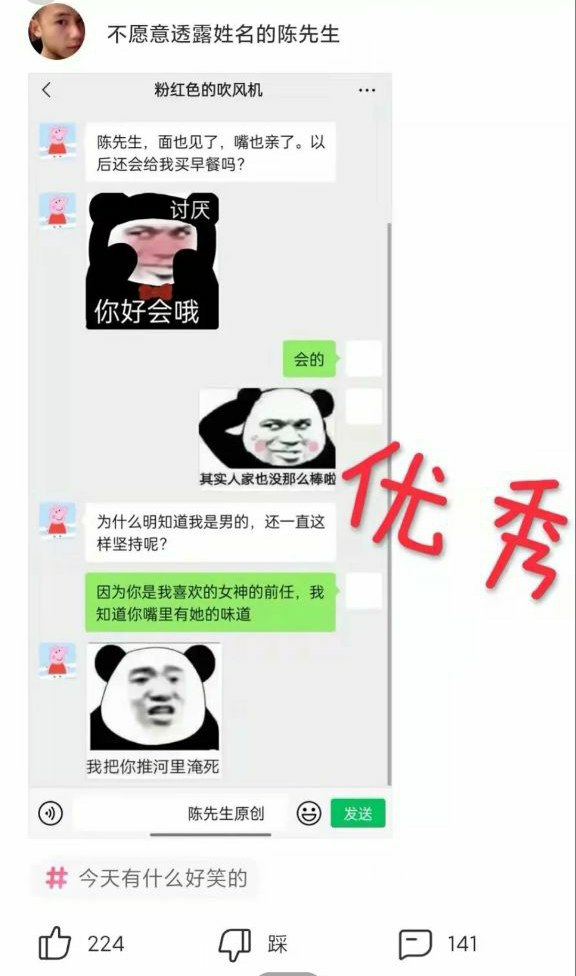 不愿意透露姓名的陈先生
粉红色的吹风机
陈先生，面也见了，嘴也亲了。以
后还会给我买早餐吗？
讨厌
你好会哦
会的
其实人家也没那么棒啦
优秀
为什么明知道我是男的，还一直这
样坚持呢？
因为你是我喜欢的女神的前任，我
知道你嘴里有她的味道
我把你推河里淹死
陈先生原创
发送
# 今天有什么好笑的
224
踩
141